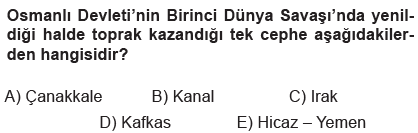 Osmanlı Devleti’nin Birinci Dünya Savaşı’nda yenil-
diği halde toprak kazandığı tek cephe aşağıdakiler-
den hangisidir?
A) Çanakkale B) Kanal C) Irak
D) Kafkas E) Hicaz – Yemen